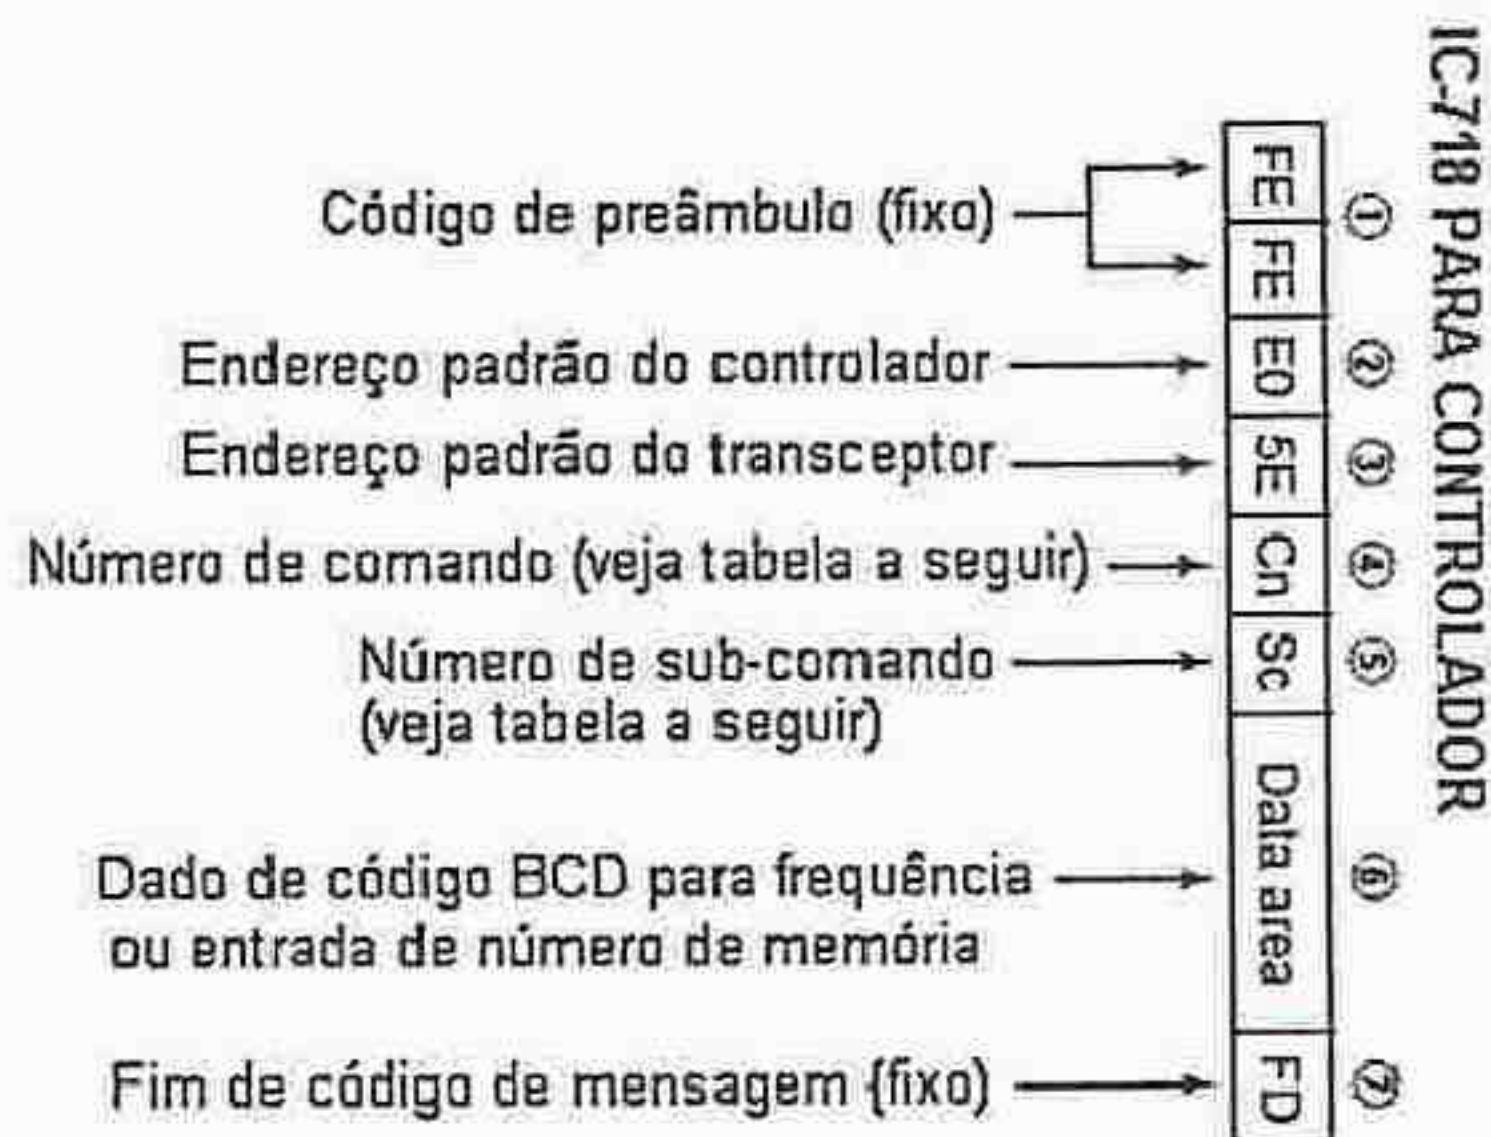 IC-718 PARA CONTROLADOR
Código de preâmbulo (fixo)
FE
FE
①
Endereço padrão do controlador
E0
②
Endereço padrão do transceptor
5E
③
Número de comando (veja tabela a seguir)
Cn
④
Número de sub-comando
(veja tabela a seguir)
Sc
⑤
Dado de código BCD para frequência
ou entrada de número de memória
Data area
⑥
Fim de código de mensagem (fixo)
FD
⑦